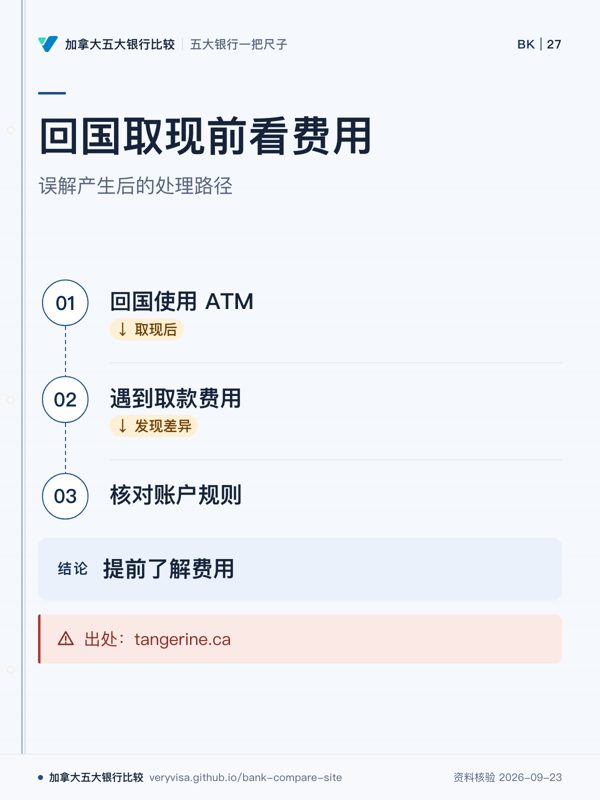 加拿大五大银行比较 | 五大银行一把尺子
BK | 27
回国取现前看费用
误解产生后的处理路径
01
回国使用 ATM
↓ 取现后
02
遇到取款费用
↓ 发现差异
03
核对账户规则
结论 提前了解费用
出处：tangerine.ca
加拿大五大银行比较 veryvisa.github.io/bank-compare-site
资料核验 2026-09-23